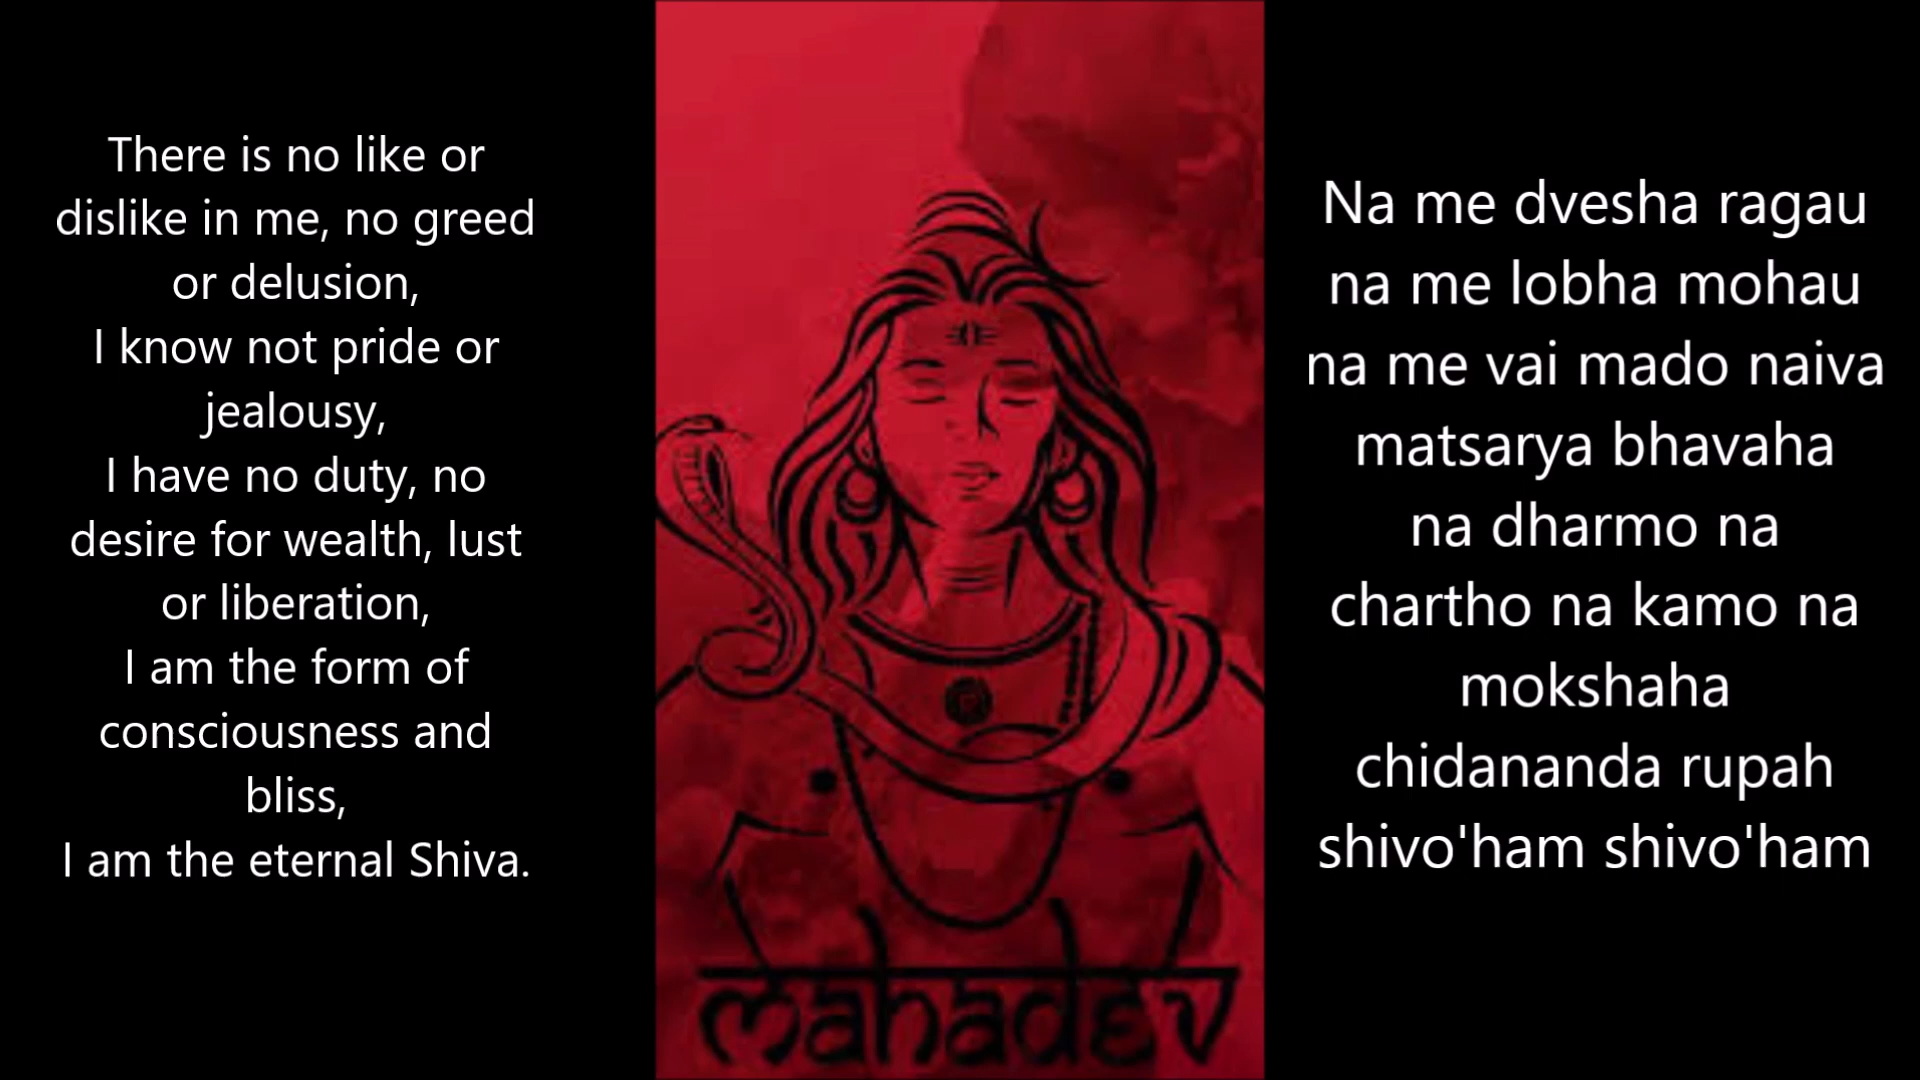 There is no like or
dislike in me, no greed
or delusion,
I know not pride or
jealousy,
I have no duty, no
desire for wealth, lust
or liberation,
I am the form of
consciousness and
bliss,
I am the eternal Shiva.
mahadev
Na me dvesha ragau
na me lobha mohau
na me vai mado naiva
matsarya bhavaha
na dharmo na
chartho na kamo na
mokshaha
chidananda rupah
shivo'ham shivo'ham